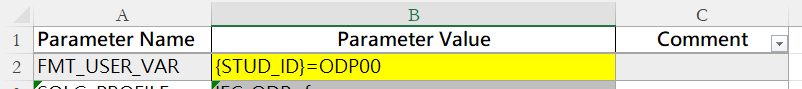 A B C
1 Parameter Name Parameter Value Comment
2 FMT_USER_VAR {STUD_ID}=ODP00